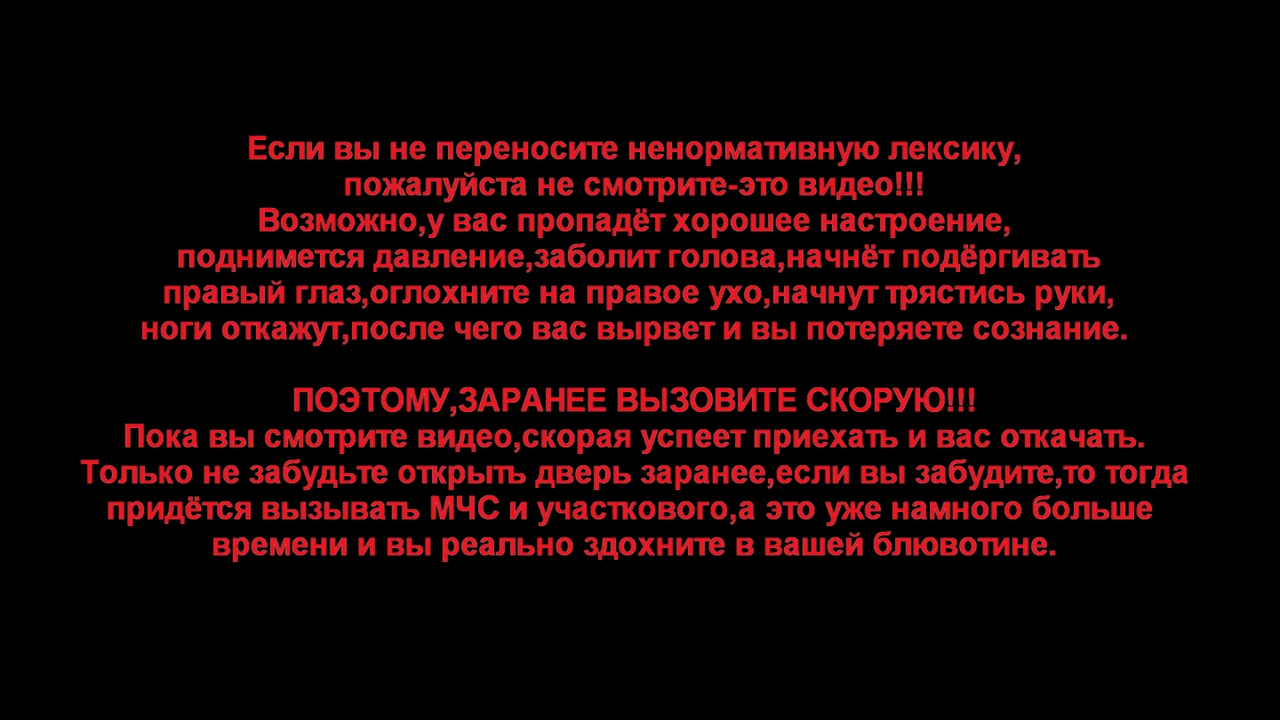 Если вы не переносите ненормативную лексику,
пожалуйста не смотрите-это видео!!!
Возможно,у вас пропадёт хорошее настроение,
поднимется давление,заболит голова,начнёт подёргивать
правый глаз,оглохните на правое ухо,начнут трястись руки,
ноги откажут,после чего вас вырвет и вы потеряете сознание.
ПОЭТОМУ,ЗАРАНЕЕ ВЫЗОВИТЕ СКОРУЮ!!!
Пока вы смотрите видео,скорая успеет приехать и вас откачать.
Только не забудьте открыть дверь заранее,если вы забудите,то тогда
придётся вызывать МЧС и участкового,а это уже намного больше
времени и вы реально здохните в вашей блювотине.